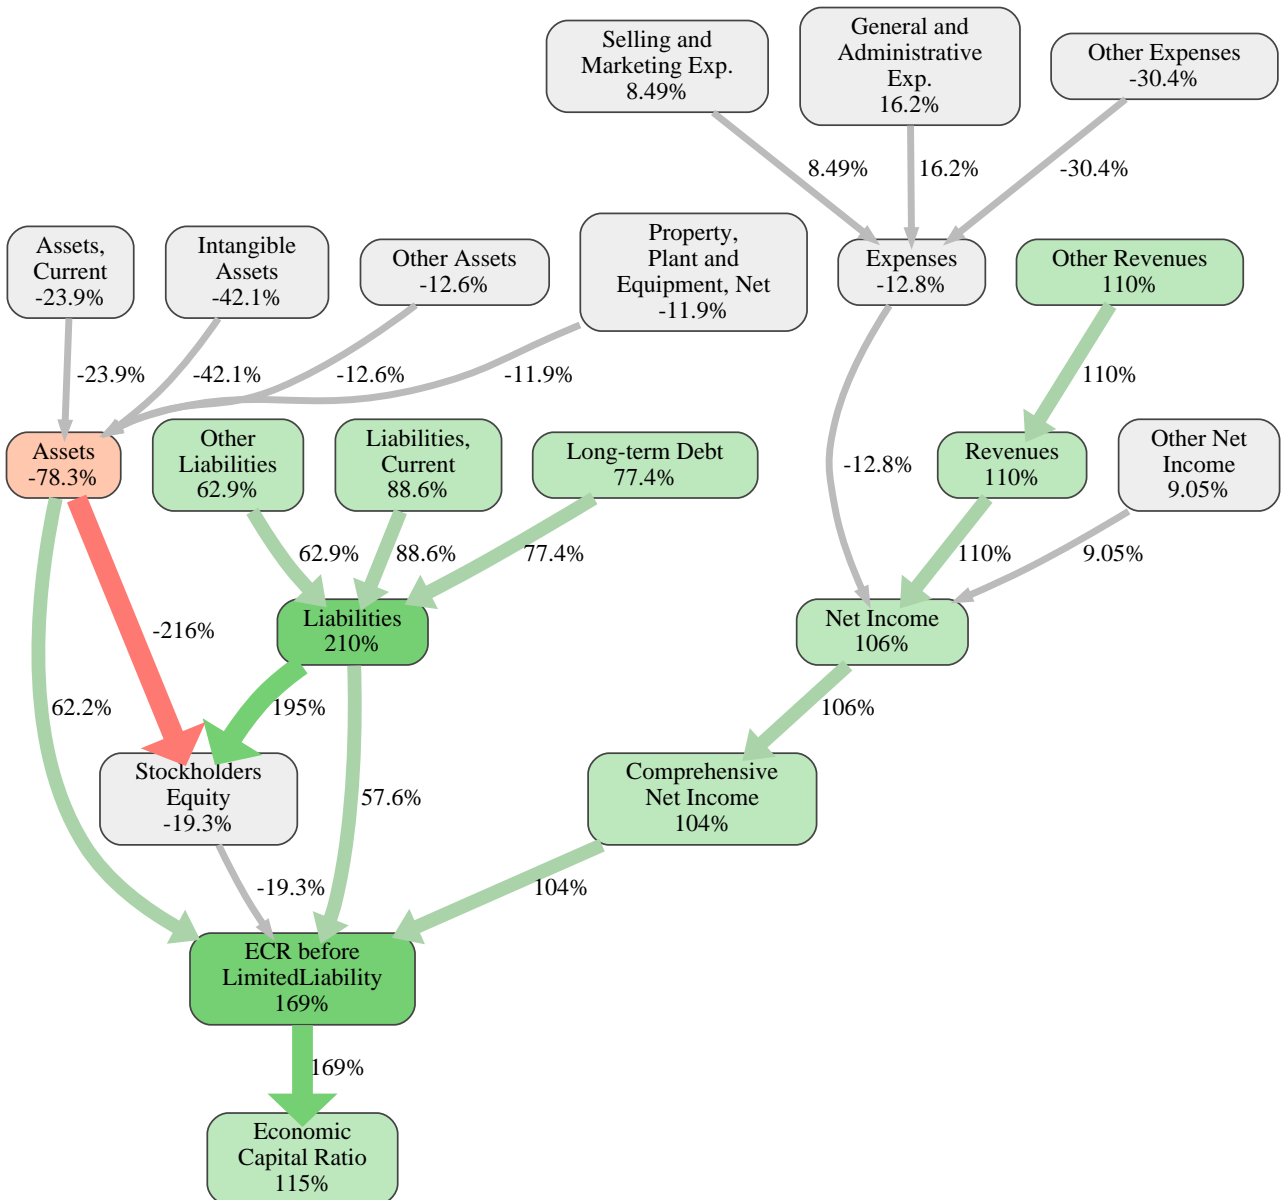 Selling and
Marketing Exp.
8.49%
General and
Administrative
Exp.
16.2%
Other Expenses
-30.4%
8.49%
16.2%
-30.4%
Assets,
Current
-23.9%
Intangible
Assets
-42.1%
Other Assets
-12.6%
Property,
Plant and
Equipment, Net
-11.9%
Expenses
-12.8%
Other Revenues
110%
-23.9%
-42.1%
-12.6%
-11.9%
110%
Assets
-78.3%
Other
Liabilities
62.9%
Liabilities,
Current
88.6%
Long-term Debt
77.4%
-12.8%
Revenues
110%
Other Net
Income
9.05%
62.9%
88.6%
77.4%
110%
9.05%
-216%
Liabilities
210%
Net Income
106%
62.2%
195%
106%
Stockholders
Equity
-19.3%
57.6%
Comprehensive
Net Income
104%
-19.3%
104%
ECR before
LimitedLiability
169%
169%
Economic
Capital Ratio
115%